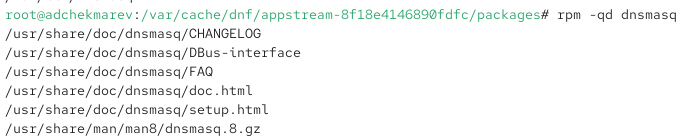 root@adchekmarev:/var/cache/dnf/appstream-8f18e4146890fdfc/packages# rpm -qd dnsmasq
/usr/share/doc/dnsmasq/CHANGELOG
/usr/share/doc/dnsmasq/DBus-interface
/usr/share/doc/dnsmasq/FAQ
/usr/share/doc/dnsmasq/doc.html
/usr/share/doc/dnsmasq/setup.html
/usr/share/man/man8/dnsmasq.8.gz